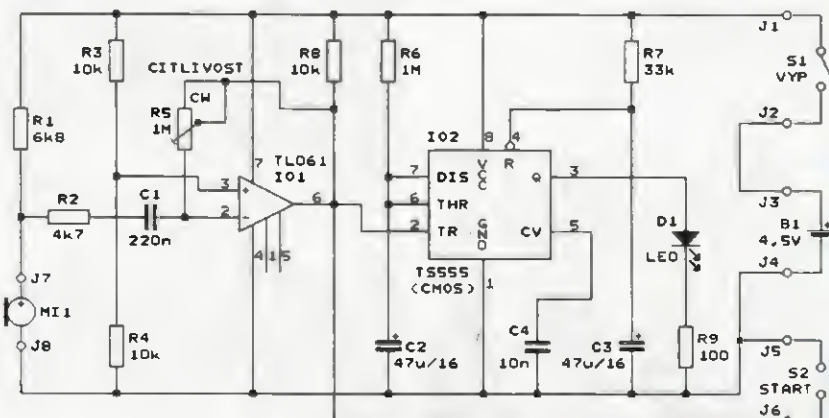 R1
6k8
R2
4k7
J7
MI1
J8
R3
10k
R4
10k
C1
220n
CITLIVOST
CW
R5
1M
7
TL061
IO1
3
+
2
-
6
4
1
5
R8
10k
R6
1M
IO2
8
4
7
DIS
VCC
R
Q
3
6
THR
2
TR
GND
CV
5
TS555
(CMOS)
1
C2
47u/16
C4
10n
C3
47u/16
R7
33k
D1
LED
R9
100
J1
S1
VYP
J2
J3
B1
4,5V
J4
J5
S2
START
J6